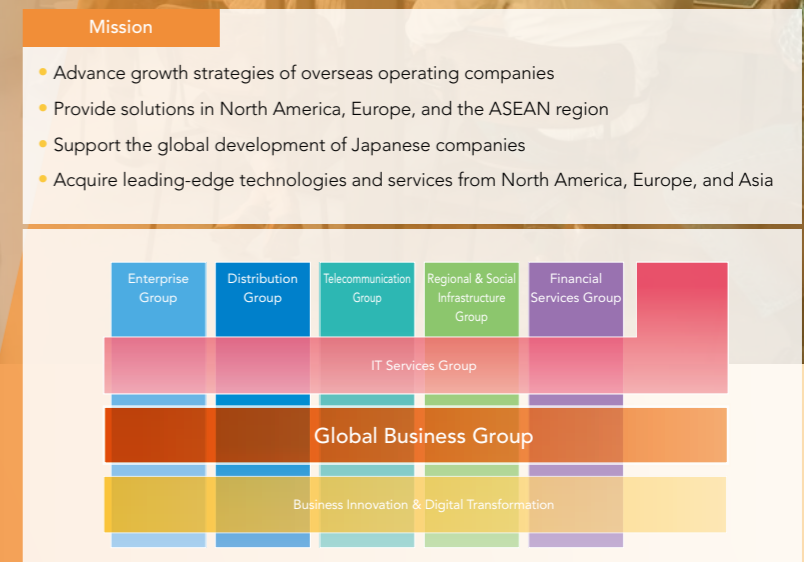 Mission
• Advance growth strategies of overseas operating companies
• Provide solutions in North America, Europe, and the ASEAN region
• Support the global development of Japanese companies
• Acquire leading-edge technologies and services from North America, Europe, and Asia
Enterprise
Group
Distribution
Group
Telecommunication
Group
Regional & Social
Infrastructure
Group
Financial
Services Group
IT Services Group
Global Business Group
Business Innovation & Digital Transformation